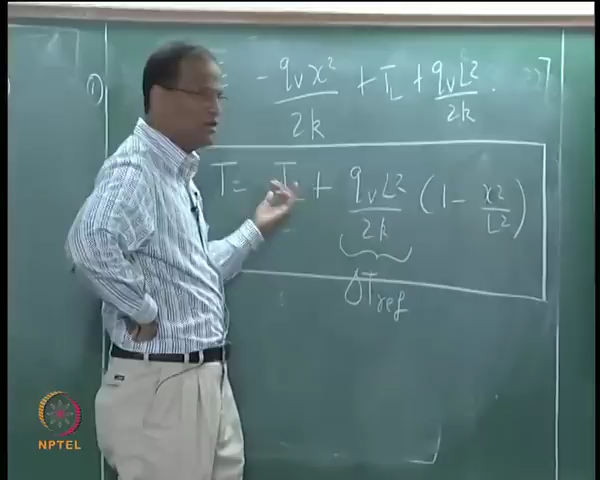 ① = - qᵥx²/2k + T_L + qᵥL²/2k .
T = T_L + qᵥL²/2k (1 - x²/L²)
ΔT_ref
NPTEL